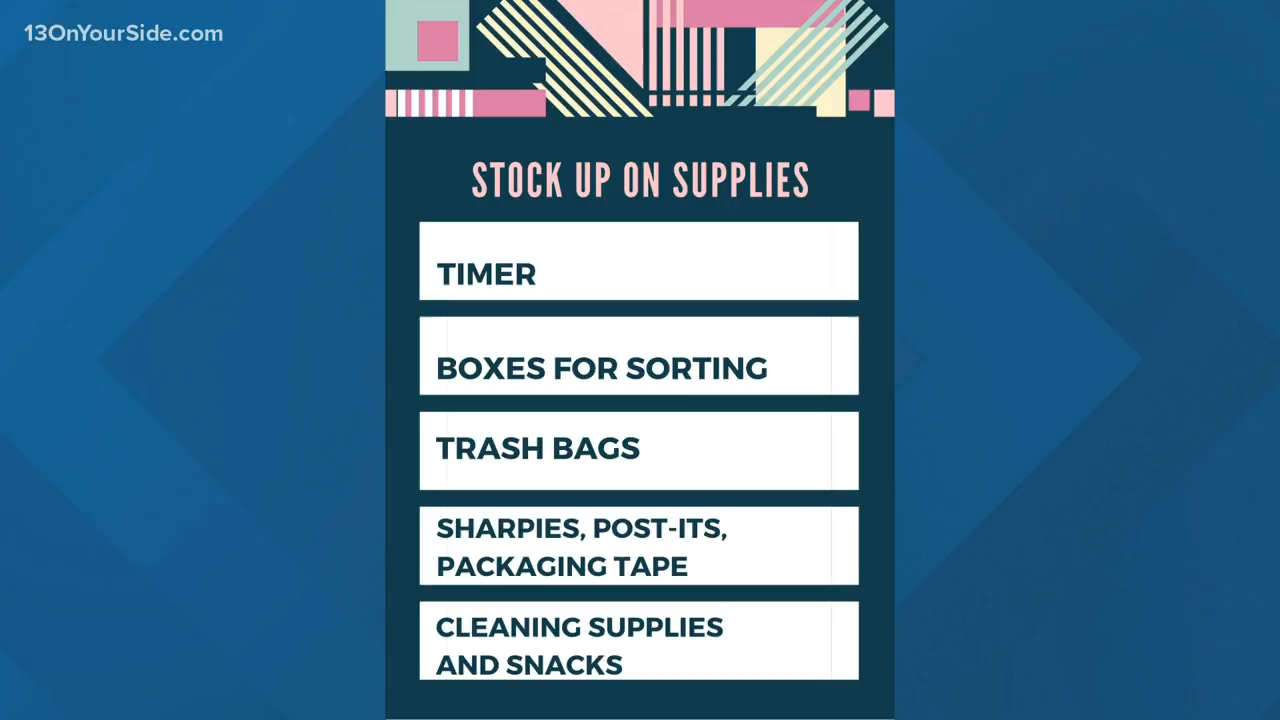 13OnYourSide.com
STOCK UP ON SUPPLIES
TIMER
BOXES FOR SORTING
TRASH BAGS
SHARPIES, POST-ITS,
PACKAGING TAPE
CLEANING SUPPLIES
AND SNACKS